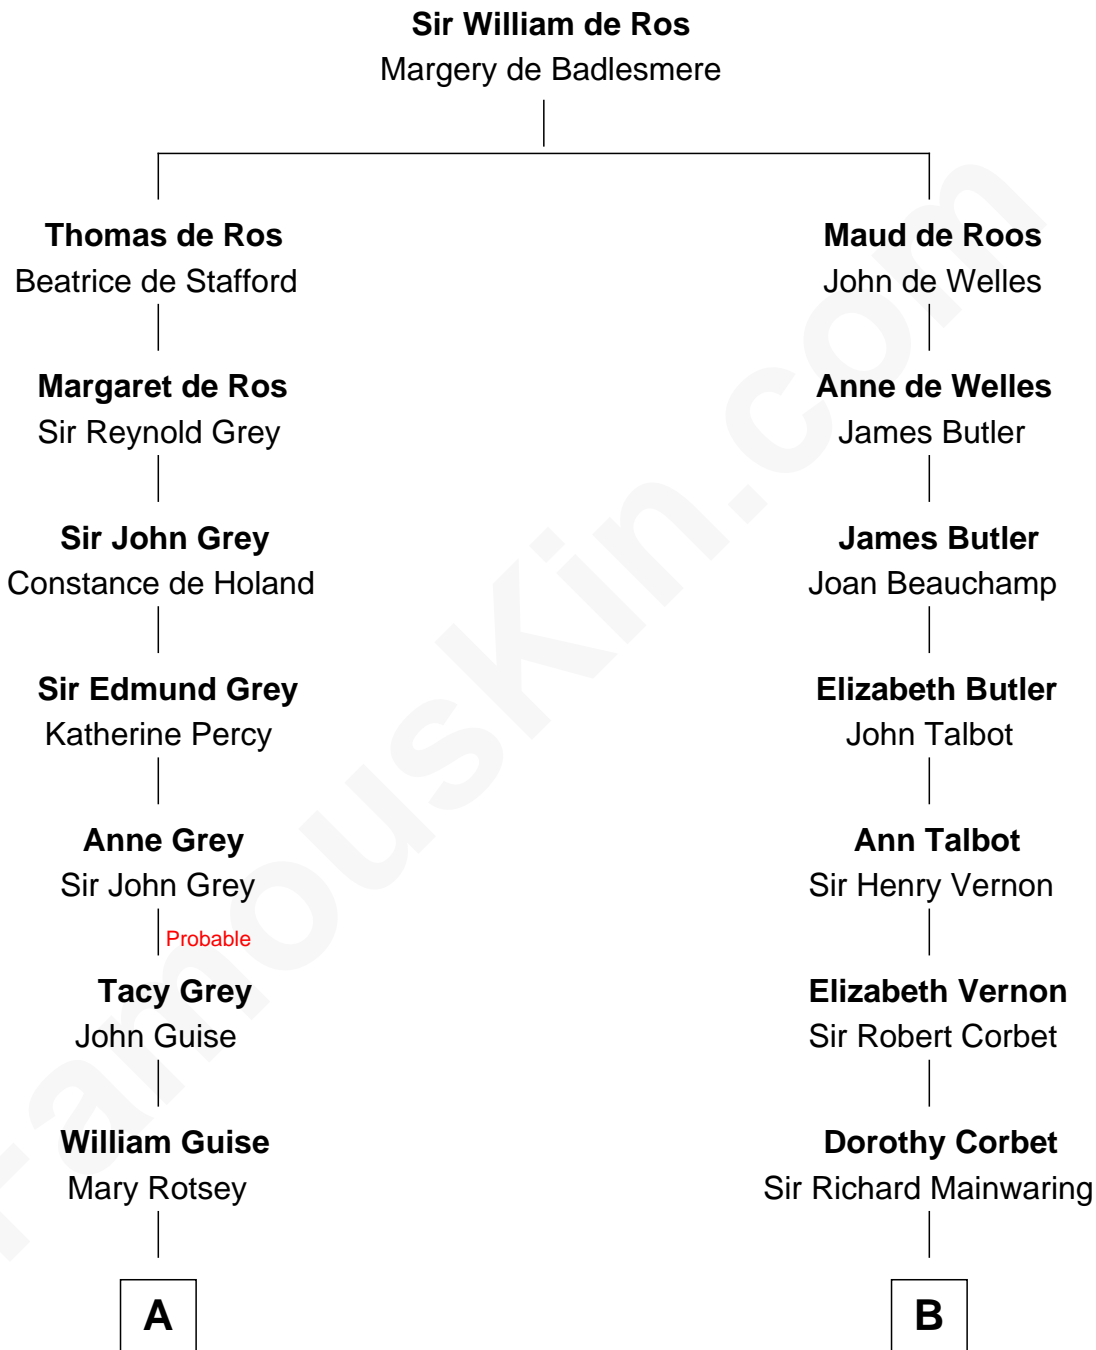 Sir William de Ros
Margery de Badlesmere
Thomas de Ros
Beatrice de Stafford
Margaret de Ros
Sir Reynold Grey
Sir John Grey
Constance de Holand
Sir Edmund Grey
Katherine Percy
Anne Grey
Sir John Grey
Probable
Tacy Grey
John Guise
William Guise
Mary Rotsey
A
Maud de Roos
John de Welles
Anne de Welles
James Butler
James Butler
Joan Beauchamp
Elizabeth Butler
John Talbot
Ann Talbot
Sir Henry Vernon
Elizabeth Vernon
Sir Robert Corbet
Dorothy Corbet
Sir Richard Mainwaring
B
FamousKin.com